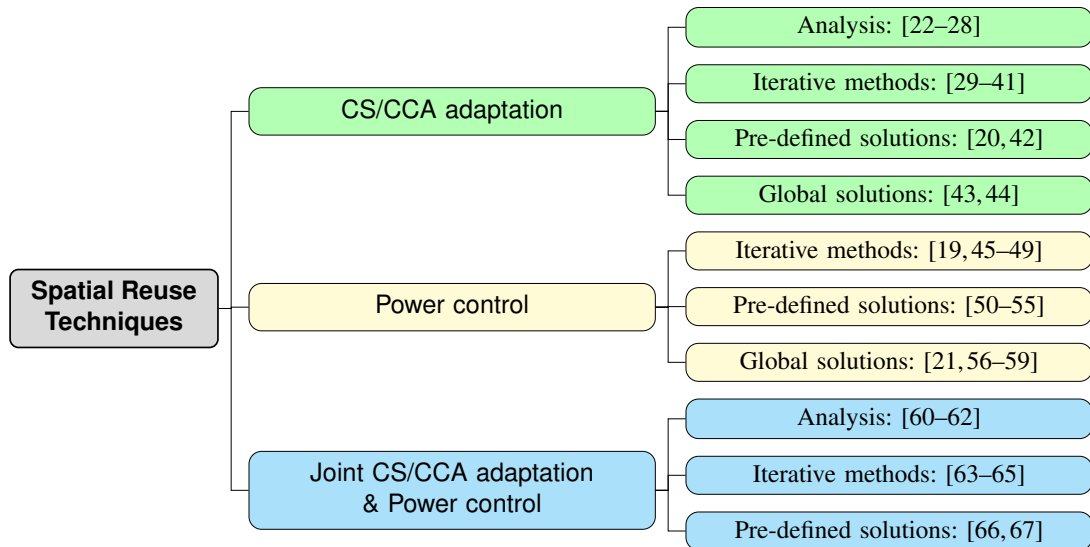 Spatial Reuse
Techniques
CS/CCA adaptation
Analysis: [22–28]
Iterative methods: [29–41]
Pre-defined solutions: [20, 42]
Global solutions: [43, 44]
Power control
Iterative methods: [19, 45–49]
Pre-defined solutions: [50–55]
Global solutions: [21, 56–59]
Joint CS/CCA adaptation
& Power control
Analysis: [60–62]
Iterative methods: [63–65]
Pre-defined solutions: [66, 67]